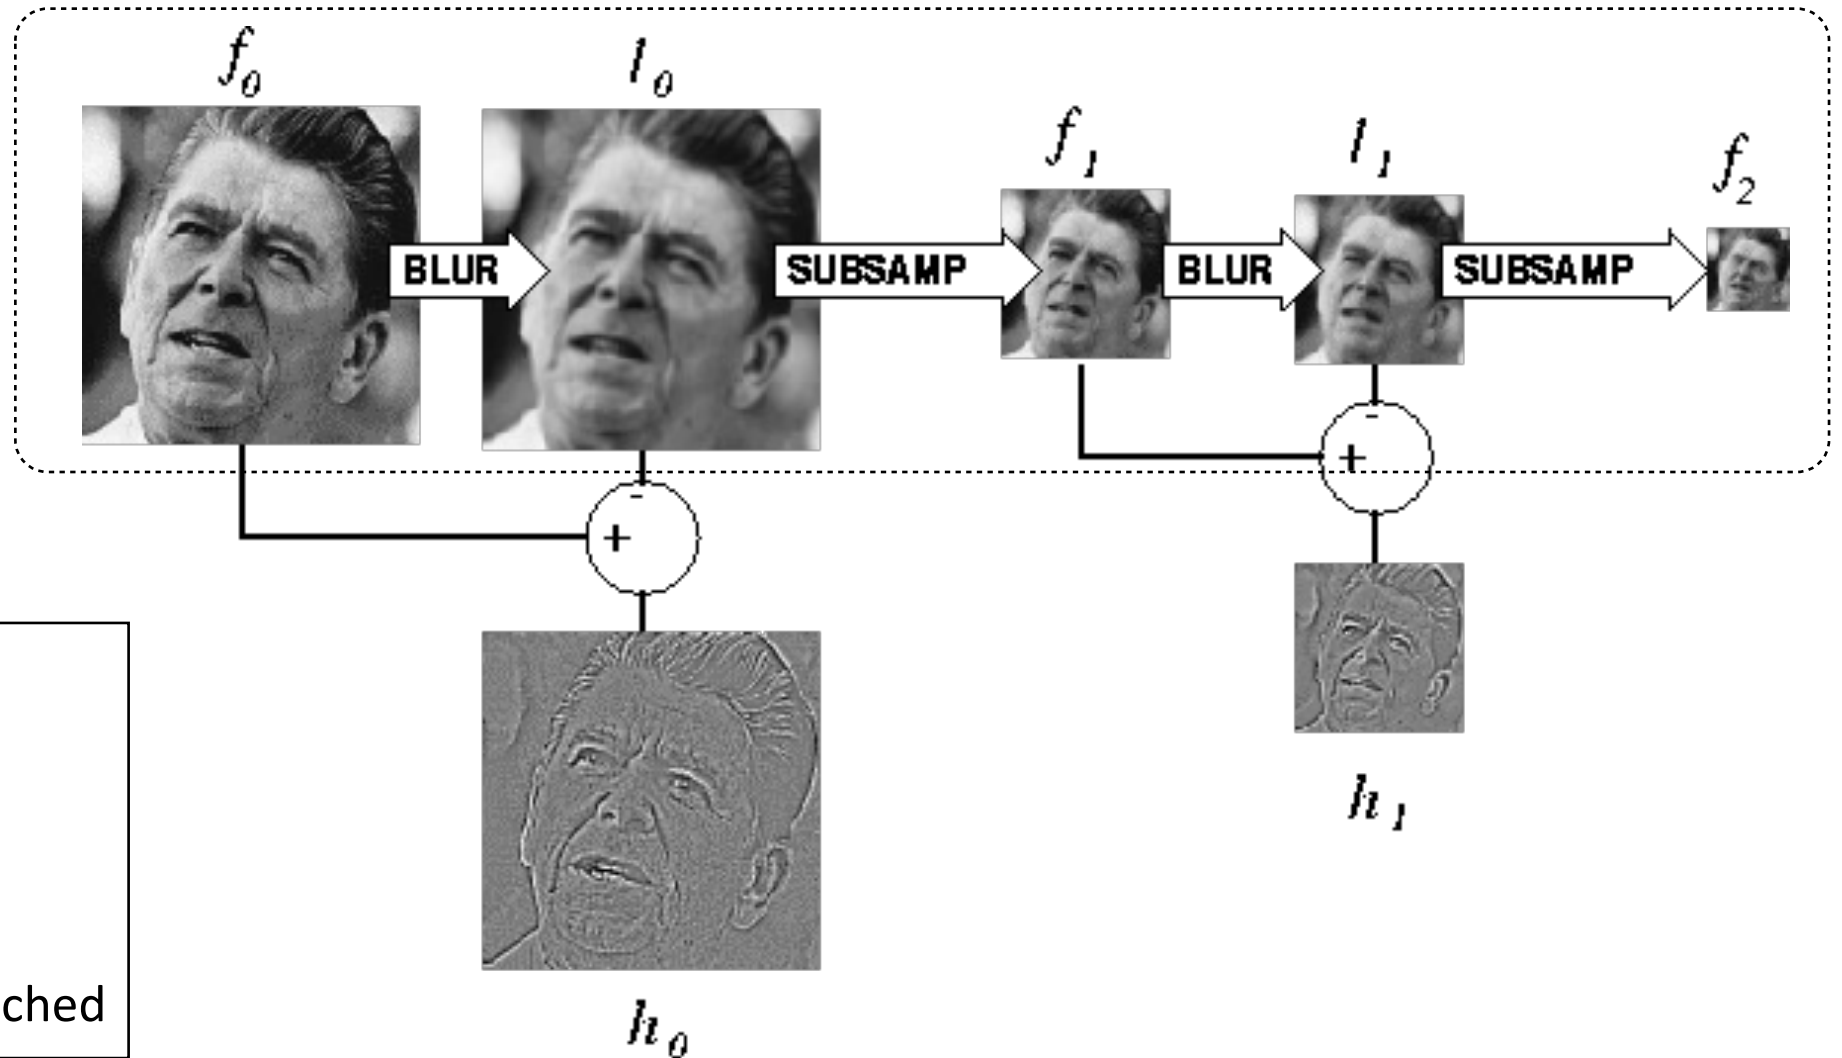 f0
l0
f1
l1
f2
BLUR
SUBSAMP
BLUR
SUBSAMP
-
+
-
+
h1
ched
h0